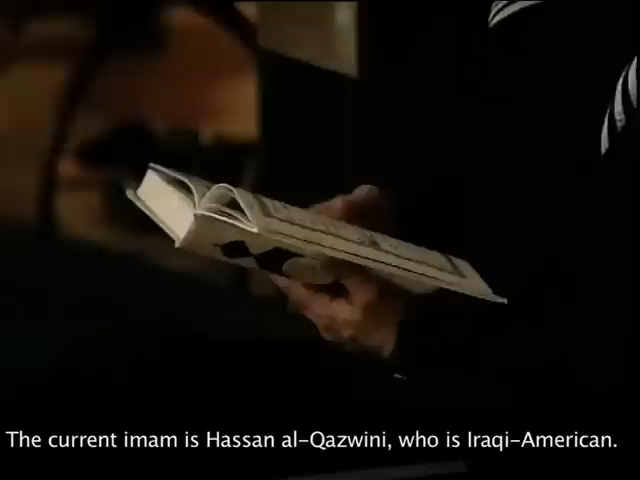 The current imam is Hassan al-Qazwini, who is Iraqi-American.